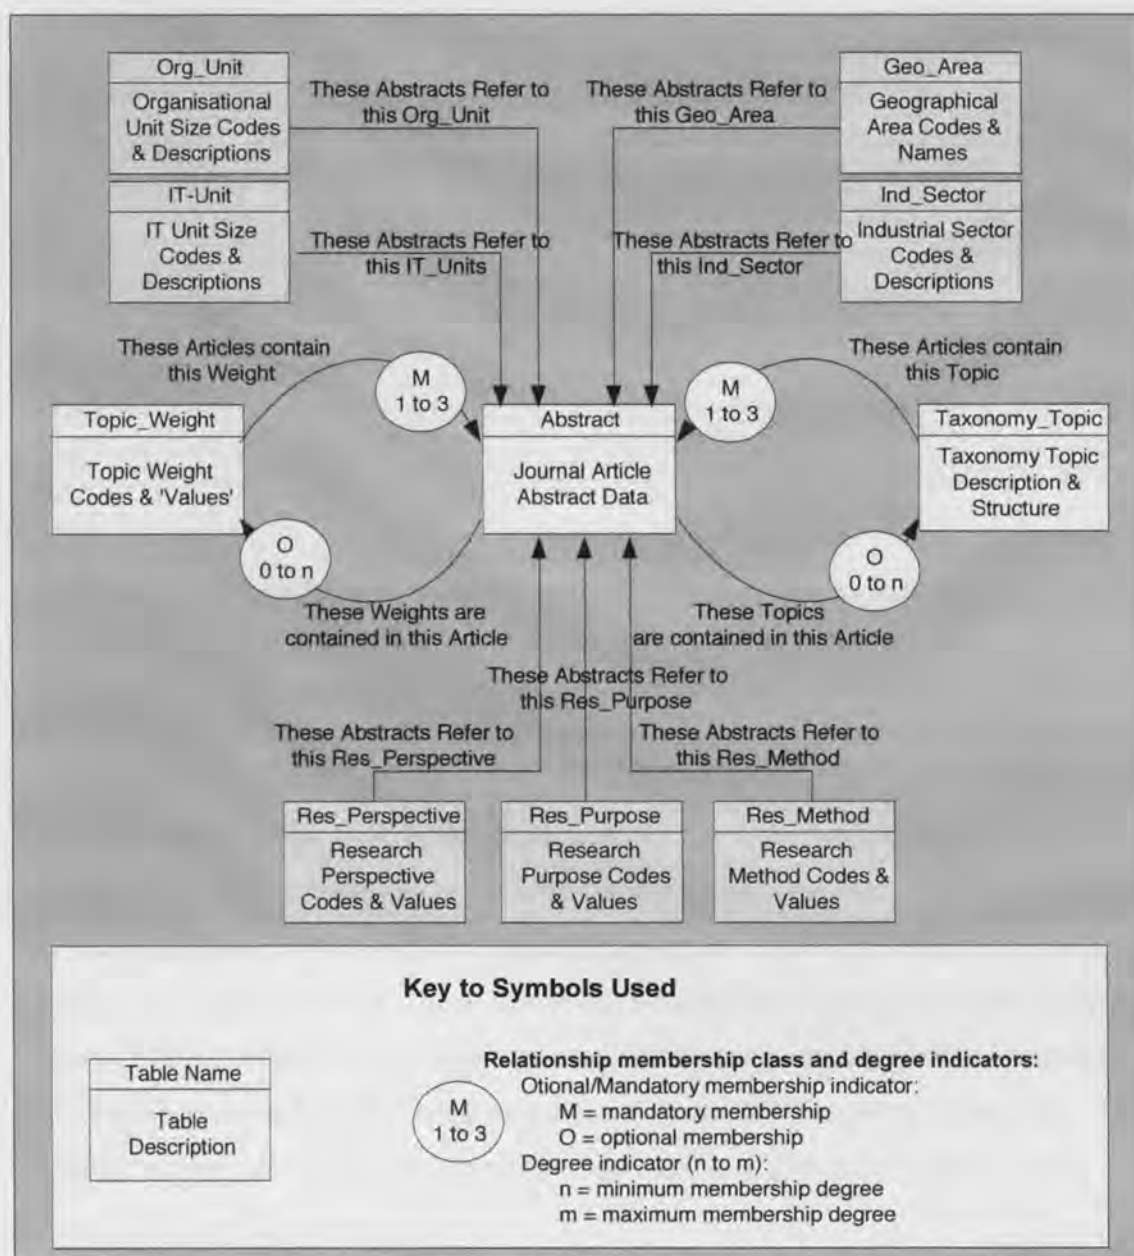 Org_Unit
Organisational
Unit Size Codes
& Descriptions
These Abstracts Refer to
this Org_Unit
These Abstracts Refer to
this Geo_Area
Geo_Area
Geographical
Area Codes &
Names
IT-Unit
IT Unit Size
Codes &
Descriptions
These Abstracts Refer to
this IT_Units
These Abstracts Refer to
this Ind_Sector
Ind_Sector
Industrial Sector
Codes &
Descriptions
These Articles contain
this Weight
M
1 to 3
M
1 to 3
These Articles contain
this Topic
Topic_Weight
Topic Weight
Codes & 'Values'
Abstract
Journal Article
Abstract Data
Taxonomy_Topic
Taxonomy Topic
Description &
Structure
O
0 to n
O
0 to n
These Weights are
contained in this Article
These Topics
are contained in this Article
These Abstracts Refer to
this Res_Purpose
These Abstracts Refer to
this Res_Perspective
These Abstracts Refer to
this Res_Method
Res_Perspective
Research
Perspective
Codes & Values
Res_Purpose
Research
Purpose Codes
& Values
Res_Method
Research
Method Codes &
Values
Key to Symbols Used
Table Name
Table
Description
M
1 to 3
Relationship membership class and degree indicators:
Otional/Mandatory membership indicator:
M = mandatory membership
O = optional membership
Degree indicator (n to m):
n = minimum membership degree
m = maximum membership degree